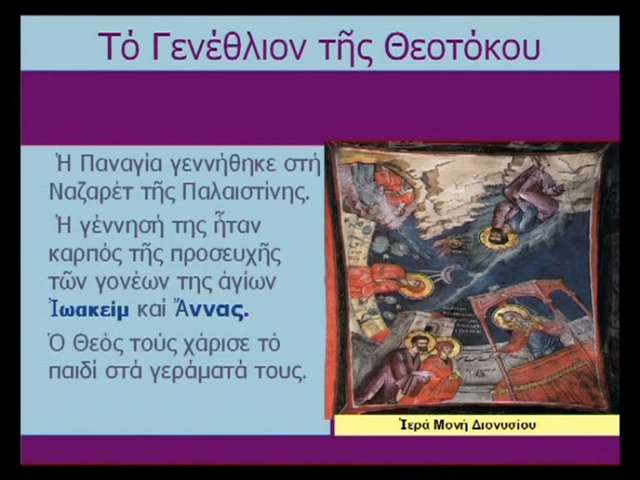 Τό Γενέθλιον τῆς Θεοτόκου
Ἡ Παναγία γεννήθηκε στή
Ναζαρέτ τῆς Παλαιστίνης.
Ἡ γέννησή της ἦταν
καρπός τῆς προσευχῆς
τῶν γονέων της ἁγίων
Ἰωακείμ καί Ἄννας.
Ὁ Θεός τούς χάρισε τό
παιδί στά γεράματά τους.
Ἱερά Μονή Διονυσίου